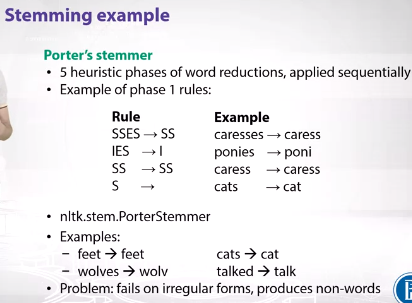 Stemming example
Porter's stemmer
• 5 heuristic phases of word reductions, applied sequentially
• Example of phase 1 rules:
Rule Example
SSES → SS caresses → caress
IES → I ponies → poni
SS → SS caress → caress
S → cats → cat
• nltk.stem.PorterStemmer
• Examples:
– feet → feet cats → cat
– wolves → wolv talked → talk
• Problem: fails on irregular forms, produces non-words